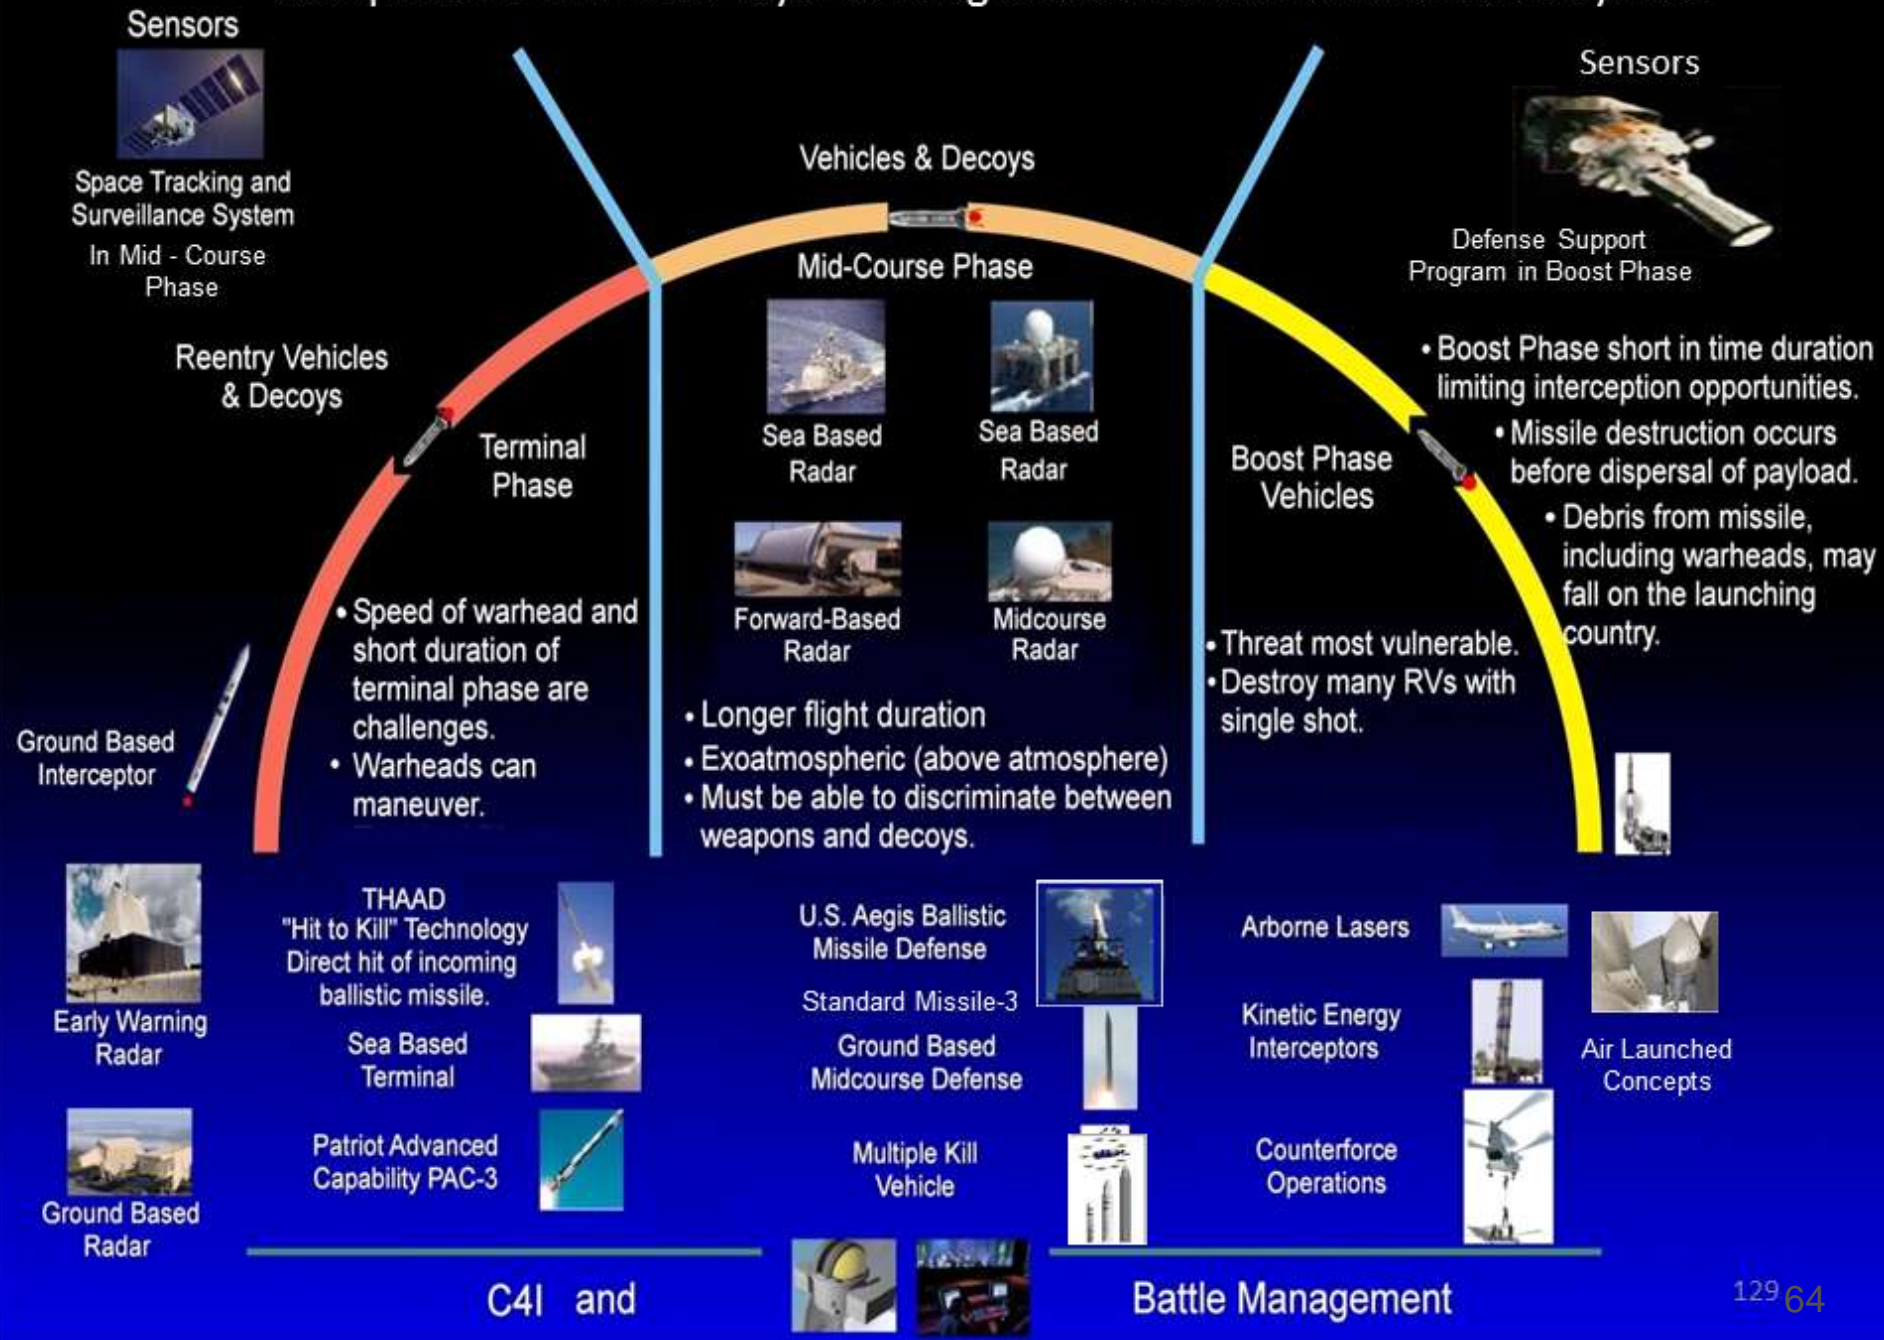 Sensors
Space Tracking and
Surveillance System
In Mid - Course
Phase
Reentry Vehicles
& Decoys
Terminal
Phase
• Speed of warhead and
short duration of
terminal phase are
challenges.
• Warheads can
maneuver.
Ground Based
Interceptor
Vehicles & Decoys
Mid-Course Phase
Sea Based
Radar
Sea Based
Radar
Forward-Based
Radar
Midcourse
Radar
• Longer flight duration
• Exoatmospheric (above atmosphere)
• Must be able to discriminate between
weapons and decoys.
Sensors
Defense Support
Program in Boost Phase
• Boost Phase short in time duration
limiting interception opportunities.
• Missile destruction occurs
before dispersal of payload.
• Debris from missile,
including warheads, may
fall on the launching
country.
Boost Phase
Vehicles
• Threat most vulnerable.
• Destroy many RVs with
single shot.
Early Warning
Radar
Ground Based
Radar
THAAD
"Hit to Kill" Technology
Direct hit of incoming
ballistic missile.
Sea Based
Terminal
Patriot Advanced
Capability PAC-3
U.S. Aegis Ballistic
Missile Defense
Standard Missile-3
Ground Based
Midcourse Defense
Multiple Kill
Vehicle
Arborne Lasers
Kinetic Energy
Interceptors
Counterforce
Operations
Air Launched
Concepts
C4I and
Battle Management
129
64